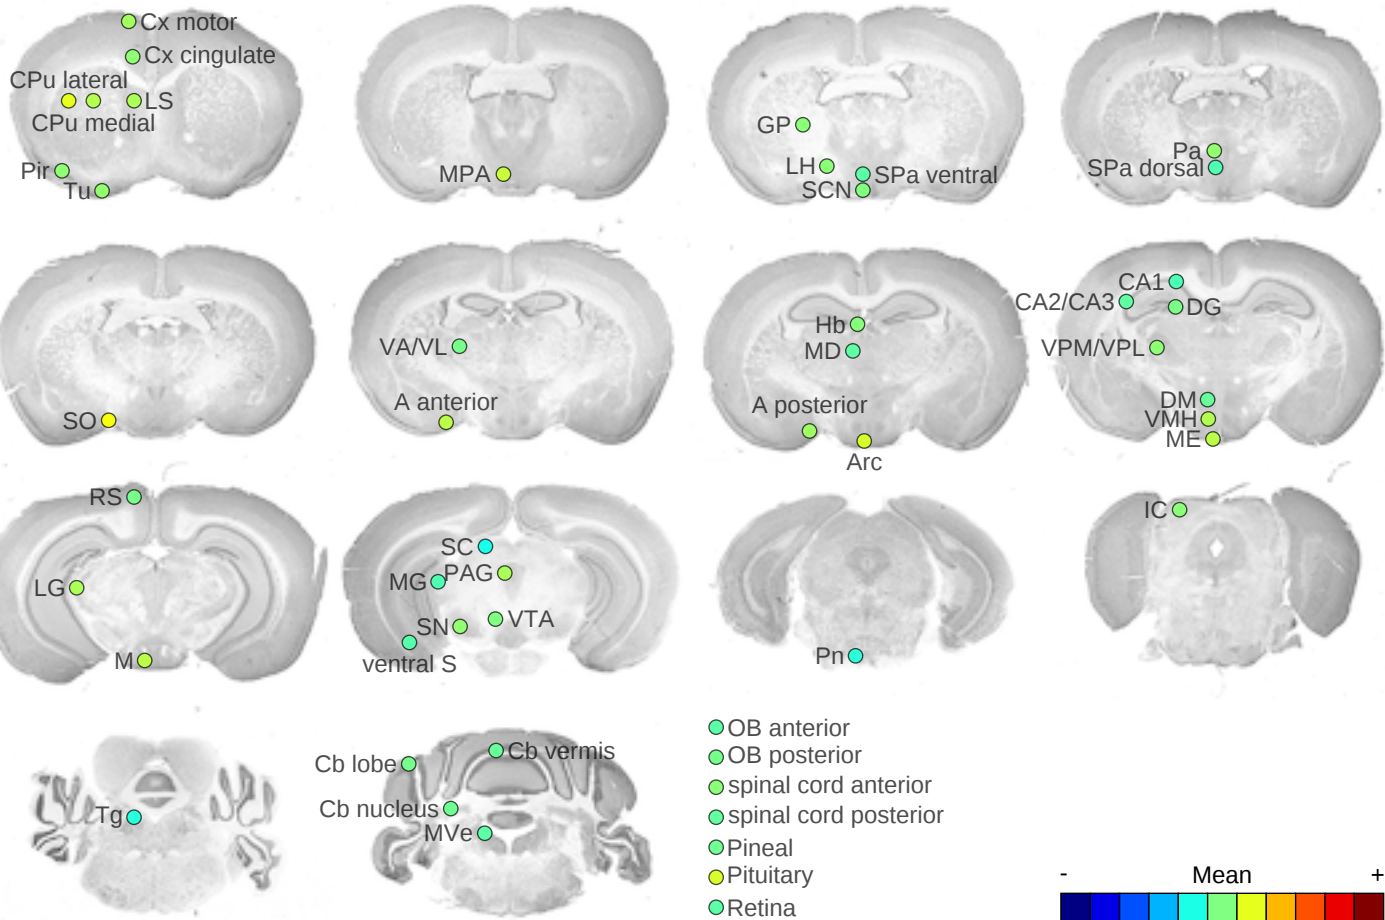 Cx motor
Cx cingulate
CPu lateral
LS
CPu medial
Pir
Tu
MPA
GP
LH
SPa ventral
SCN
Pa
SPa dorsal
SO
VA/VL
A anterior
Hb
MD
A posterior
Arc
CA1
CA2/CA3
DG
VPM/VPL
DM
VMH
ME
RS
LG
M
SC
MG
PAG
SN
VTA
ventral S
Pn
IC
Tg
Cb lobe
Cb vermis
Cb nucleus
MVe
OB anterior
OB posterior
spinal cord anterior
spinal cord posterior
Pineal
Pituitary
Retina
- Mean +